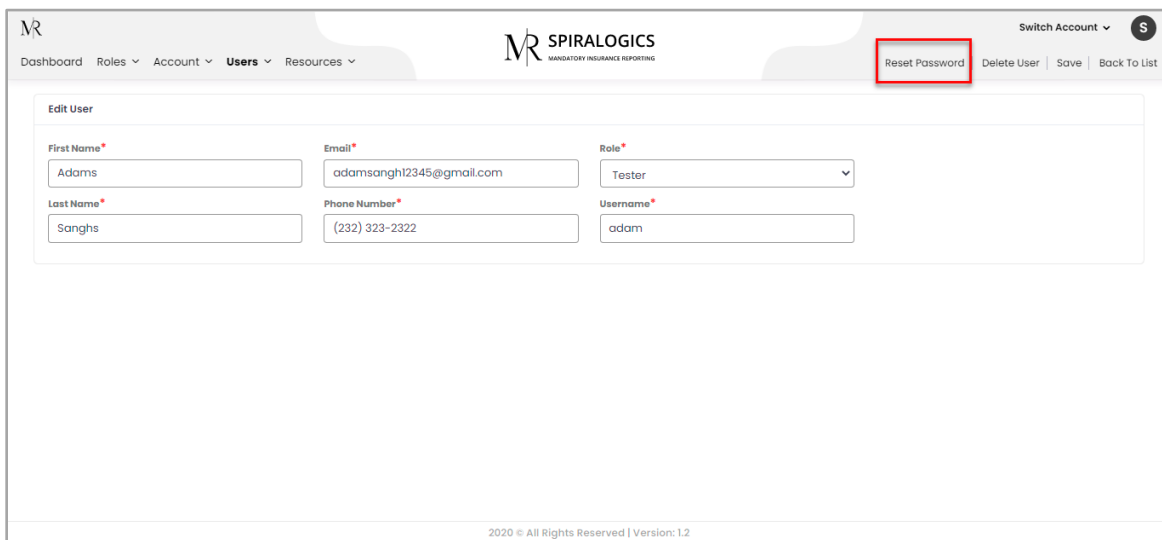 MR
Switch Account
S
MR SPIRALOGICS
MANDATORY INSURANCE REPORTING
Dashboard Roles Account Users Resources
Reset Password Delete User | Save | Back To List
Edit User
First Name* Email* Role*
Adams adamsangh12345@gmail.com Tester
Last Name* Phone Number* Username*
Sanghs (232) 323-2322 adam
2020 © All Rights Reserved | Version: 1.2